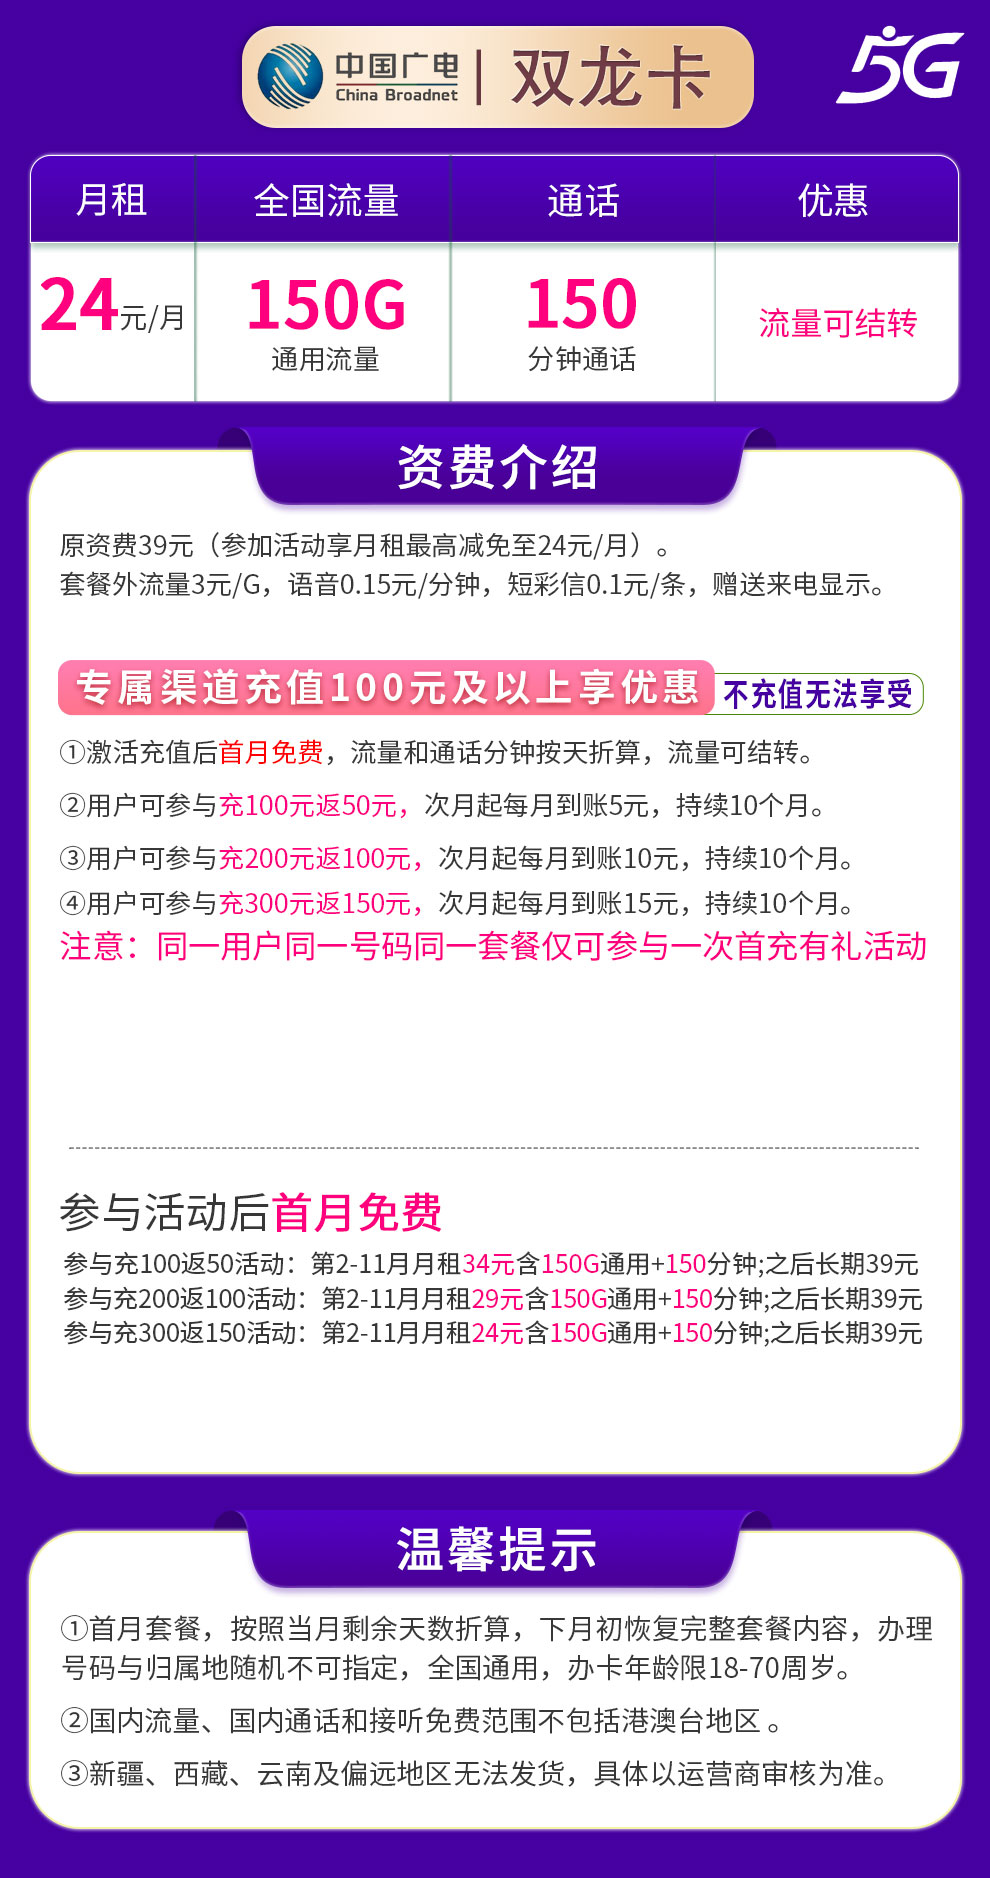 中国广电
China Broadnet
双龙卡
5G
月租 全国流量 通话 优惠
24元/月 150G 150 流量可结转
通用流量 分钟通话
资费介绍
原资费39元（参加活动享月租最高减免至24元/月）。
套餐外流量3元/G，语音0.15元/分钟，短彩信0.1元/条，赠送来电显示。
专属渠道充值100元及以上享优惠 不充值无法享受
①激活充值后首月免费，流量和通话分钟按天折算，流量可结转。
②用户可参与充100元返50元，次月起每月到账5元，持续10个月。
③用户可参与充200元返100元，次月起每月到账10元，持续10个月。
④用户可参与充300元返150元，次月起每月到账15元，持续10个月。
注意：同一用户同一号码同一套餐仅可参与一次首充有礼活动
参与活动后首月免费
参与充100返50活动：第2-11月月租34元含150G通用+150分钟;之后长期39元
参与充200返100活动：第2-11月月租29元含150G通用+150分钟;之后长期39元
参与充300返150活动：第2-11月月租24元含150G通用+150分钟;之后长期39元
温馨提示
①首月套餐，按照当月剩余天数折算，下月初恢复完整套餐内容，办理
号码与归属地随机不可指定，全国通用，办卡年龄限18-70周岁。
②国内流量、国内通话和接听免费范围不包括港澳台地区 。
③新疆、西藏、云南及偏远地区无法发货，具体以运营商审核为准。